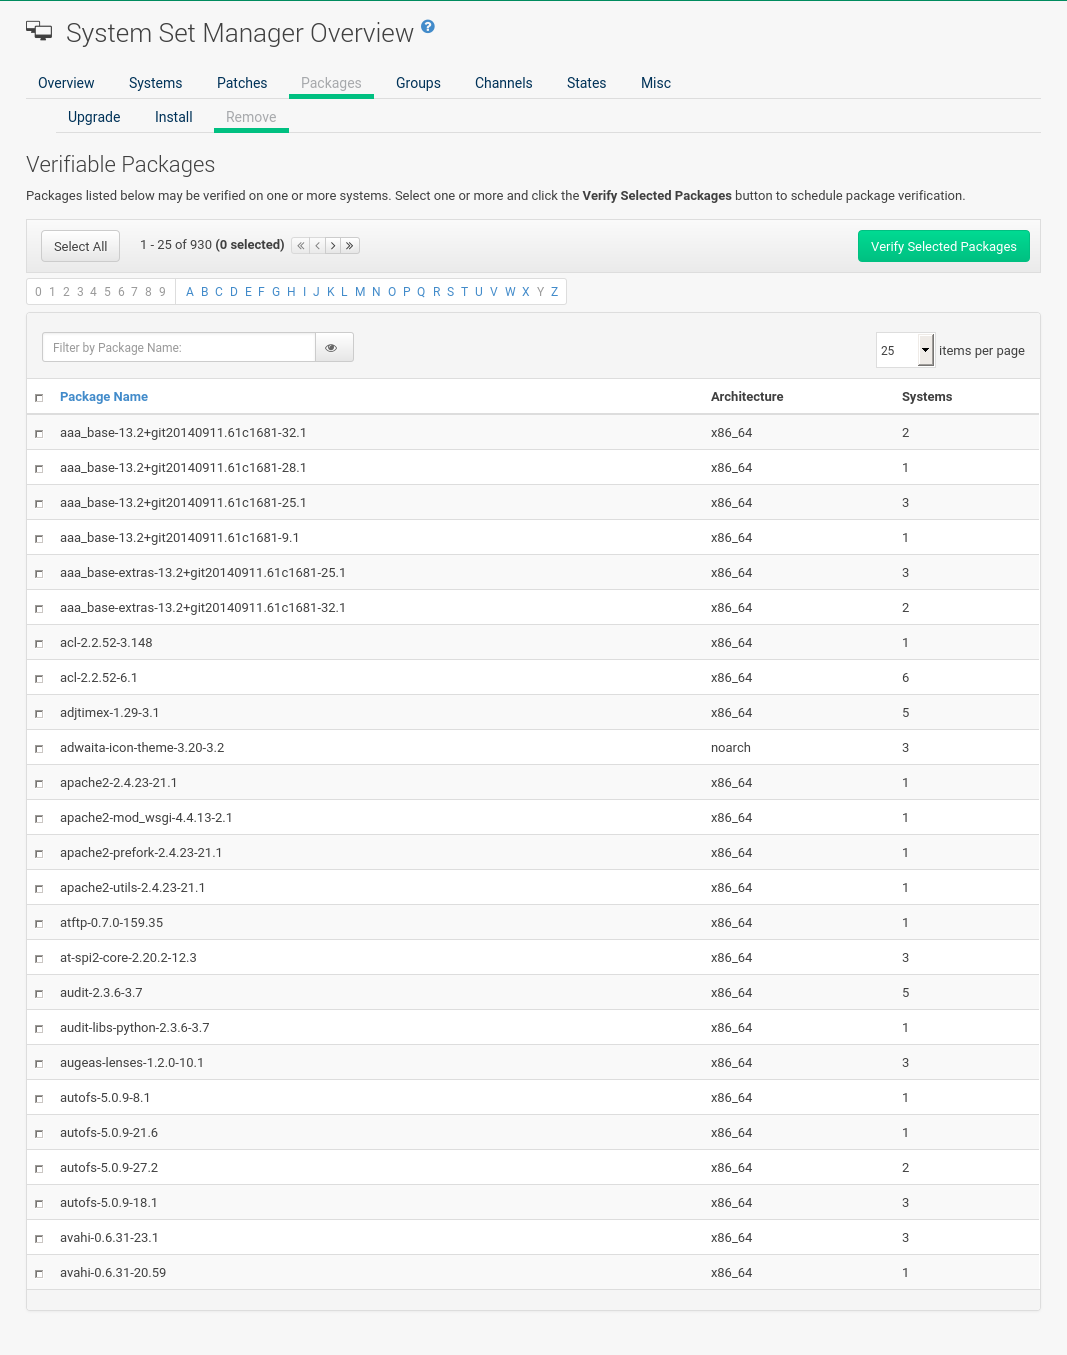 System Set Manager Overview ?
Overview Systems Patches Packages Groups Channels States Misc
Upgrade Install Remove
Verifiable Packages
Packages listed below may be verified on one or more systems. Select one or more and click the Verify Selected Packages button to schedule package verification.
Select All 1 - 25 of 930 (0 selected) Verify Selected Packages
0 1 2 3 4 5 6 7 8 9 A B C D E F G H I J K L M N O P Q R S T U V W X Y Z
Filter by Package Name: 25 items per page
Package Name Architecture Systems
aaa_base-13.2+git20140911.61c1681-32.1 x86_64 2
aaa_base-13.2+git20140911.61c1681-28.1 x86_64 1
aaa_base-13.2+git20140911.61c1681-25.1 x86_64 3
aaa_base-13.2+git20140911.61c1681-9.1 x86_64 1
aaa_base-extras-13.2+git20140911.61c1681-25.1 x86_64 3
aaa_base-extras-13.2+git20140911.61c1681-32.1 x86_64 2
acl-2.2.52-3.148 x86_64 1
acl-2.2.52-6.1 x86_64 6
adjtimex-1.29-3.1 x86_64 5
adwaita-icon-theme-3.20-3.2 noarch 3
apache2-2.4.23-21.1 x86_64 1
apache2-mod_wsgi-4.4.13-2.1 x86_64 1
apache2-prefork-2.4.23-21.1 x86_64 1
apache2-utils-2.4.23-21.1 x86_64 1
atftp-0.7.0-159.35 x86_64 1
at-spi2-core-2.20.2-12.3 x86_64 3
audit-2.3.6-3.7 x86_64 5
audit-libs-python-2.3.6-3.7 x86_64 1
augeas-lenses-1.2.0-10.1 x86_64 3
autofs-5.0.9-8.1 x86_64 1
autofs-5.0.9-21.6 x86_64 1
autofs-5.0.9-27.2 x86_64 2
autofs-5.0.9-18.1 x86_64 3
avahi-0.6.31-23.1 x86_64 3
avahi-0.6.31-20.59 x86_64 1